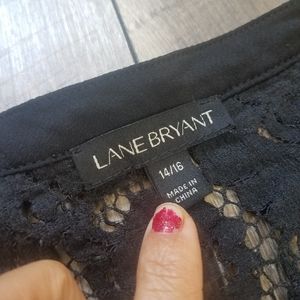 LANE BRYANT
14/16
MADE IN
CHINA